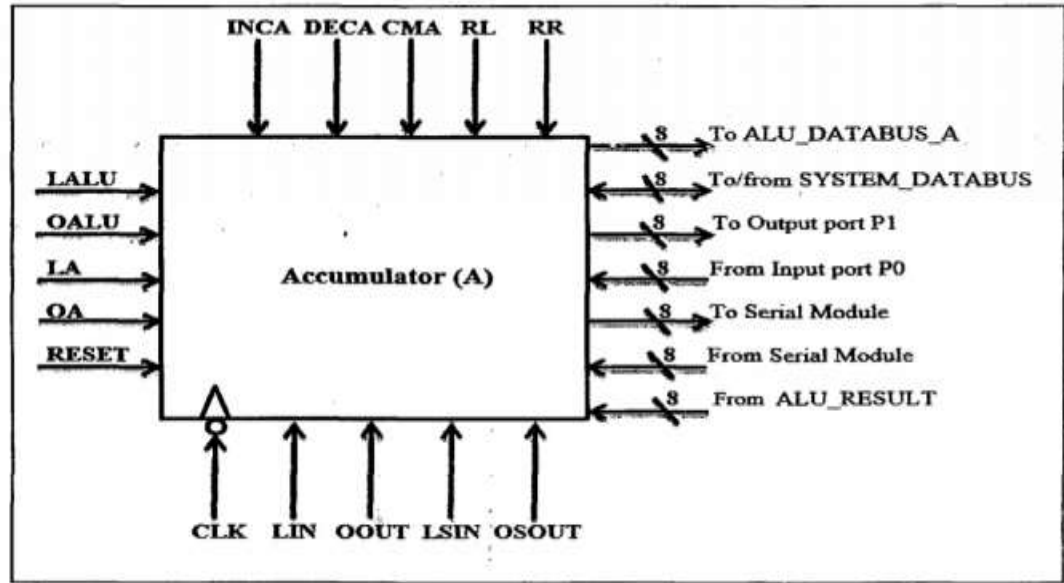 INCA DECA CMA RL RR
8 To ALU_DATABUS_A
LALU 8 To/from SYSTEM_DATABUS
OALU 8 To Output port P1
LA Accumulator (A) 8 From Input port P0
OA 8 To Serial Module
RESET 8 From Serial Module
8 From ALU_RESULT
CLK LIN OOUT LSIN OSOUT